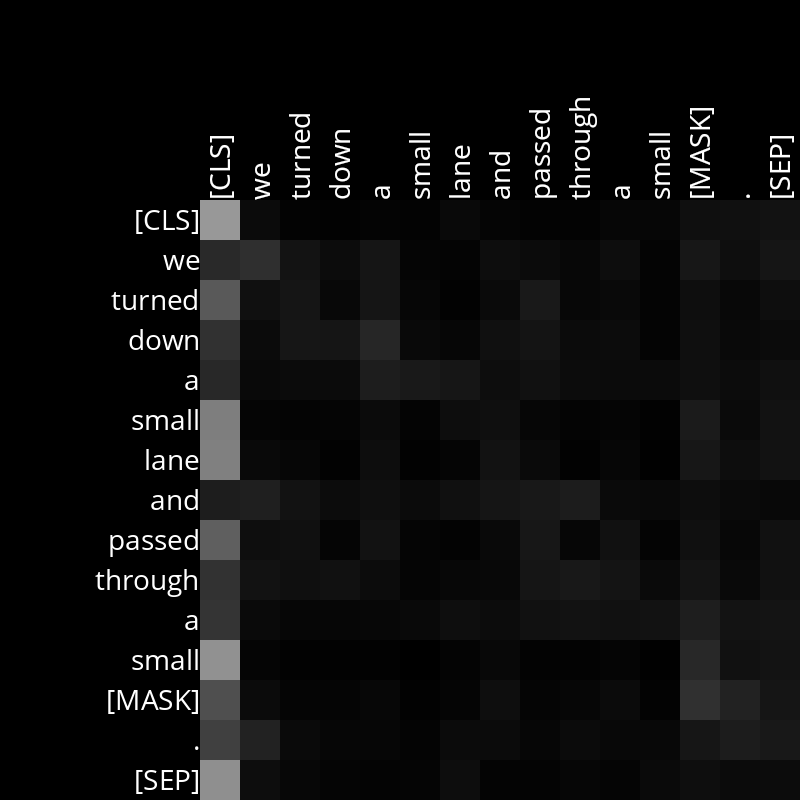 [CLS] we turned down a small lane and passed through a small [MASK] . [SEP]
[CLS]
we
turned
down
a
small
lane
and
passed
through
a
small
[MASK]
.
[SEP]